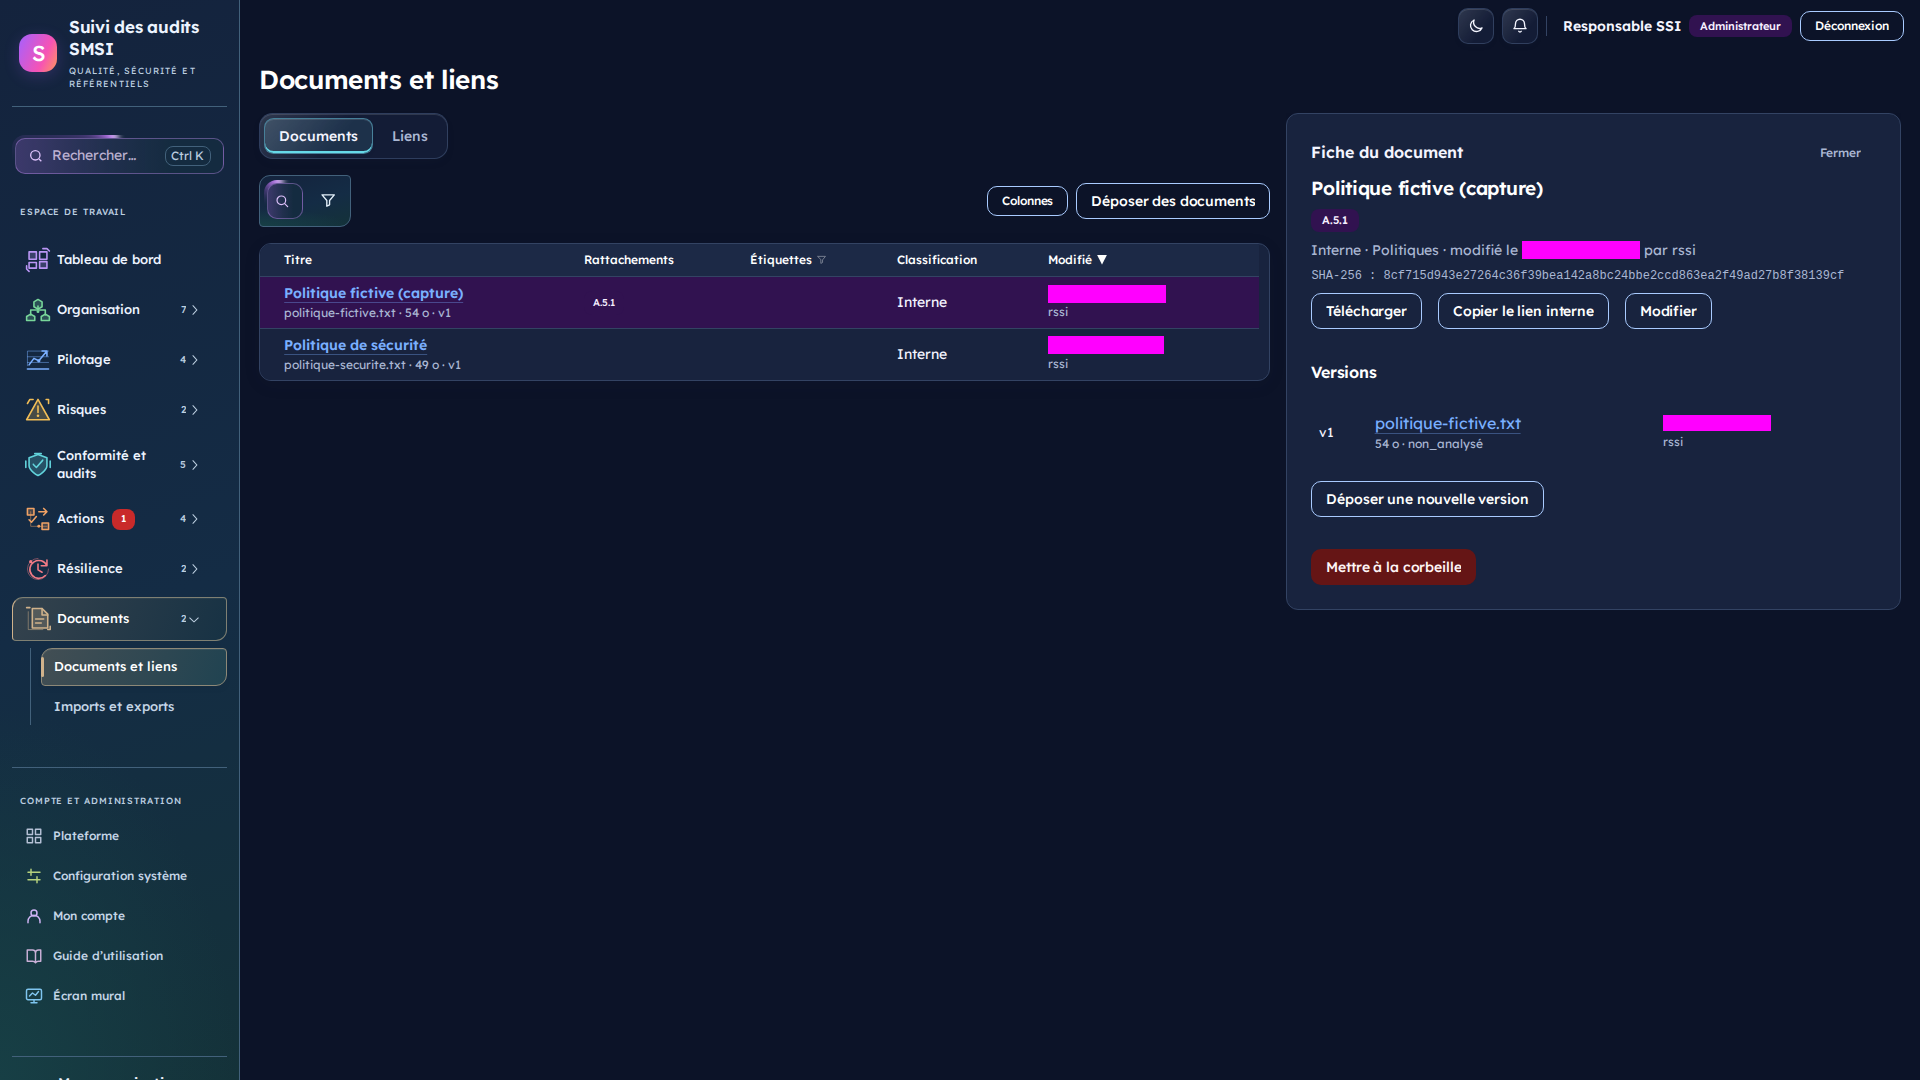 S
Suivi des audits
SMSI
QUALITÉ, SÉCURITÉ ET
RÉFÉRENTIELS
Rechercher…
Ctrl K
ESPACE DE TRAVAIL
Tableau de bord
Organisation 7
Pilotage 4
Risques 2
Conformité et
audits 5
Actions 1 4
Résilience 2
Documents 2
Documents et liens
Imports et exports
COMPTE ET ADMINISTRATION
Plateforme
Configuration système
Mon compte
Guide d’utilisation
Écran mural
Responsable SSI Administrateur Déconnexion
Documents et liens
Documents Liens
Colonnes Déposer des documents
Titre Rattachements Étiquettes Classification Modifié ▼
Politique fictive (capture) A.5.1 Interne
politique-fictive.txt · 54 o · v1 rssi
Politique de sécurité Interne
politique-securite.txt · 49 o · v1 rssi
Fiche du document Fermer
Politique fictive (capture)
A.5.1
Interne · Politiques · modifié le par rssi
SHA-256 : 8cf715d943e27264c36f39bea142a8bc24bbe2ccd863ea2f49ad27b8f38139cf
Télécharger Copier le lien interne Modifier
Versions
v1 politique-fictive.txt
54 o · non_analysé rssi
Déposer une nouvelle version
Mettre à la corbeille